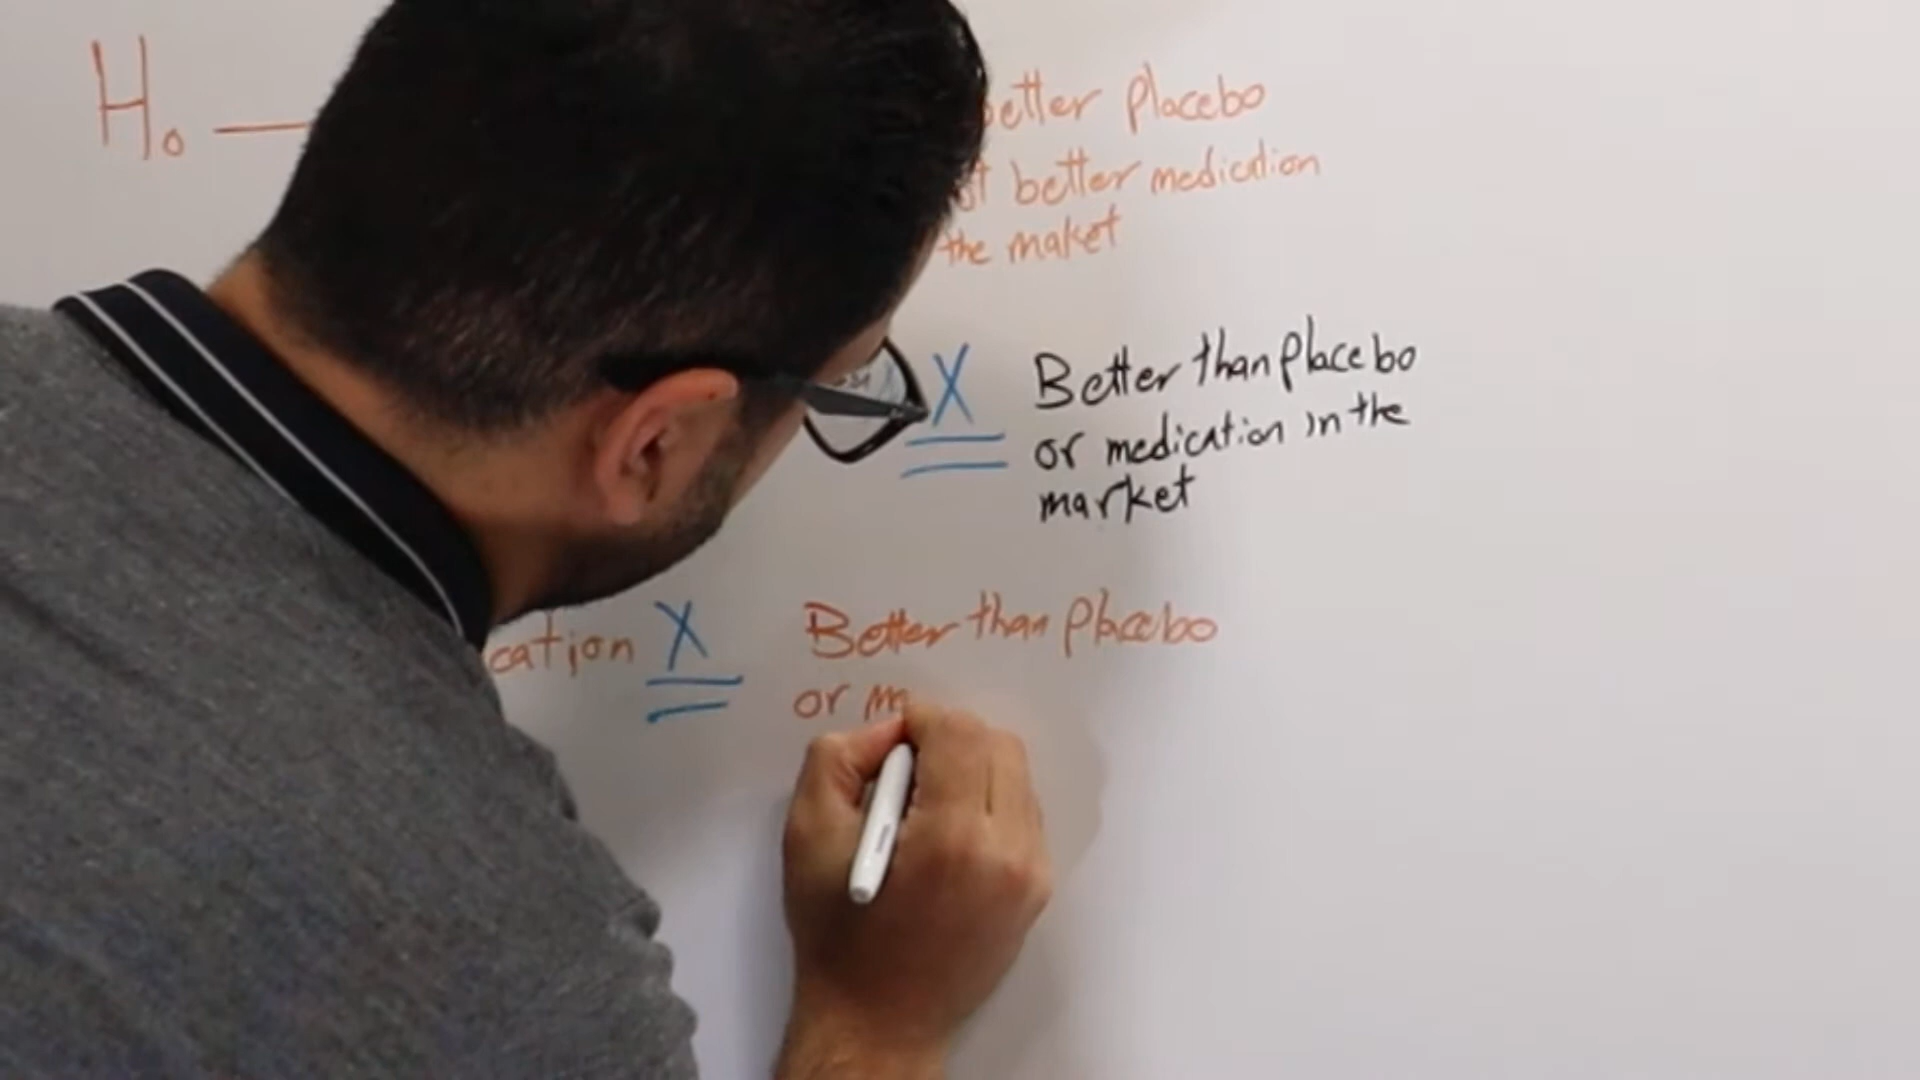 H₀ — better placebo
better medication
the maket
X Better than placebo
or medication in the
market
cation X Better than placebo
or me